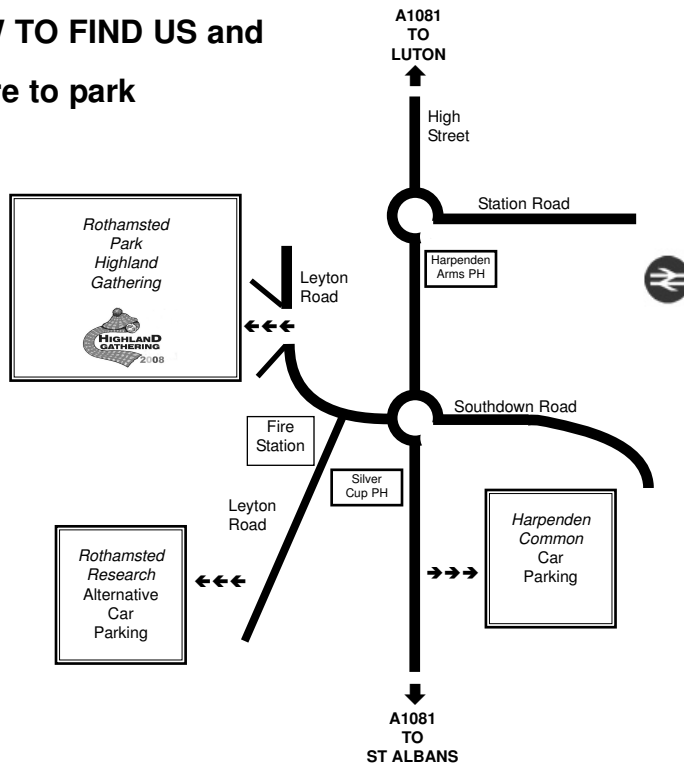 TO FIND US and
to park
A1081
TO
LUTON
High
Street
Station Road
Rothamsted
Park
Highland
Gathering
HIGHLAND
GATHERING
2008
Leyton
Road
Harpenden
Arms PH
Southdown Road
Fire
Station
Silver
Cup PH
Leyton
Road
Harpenden
Common
Car
Parking
Rothamsted
Research
Alternative
Car
Parking
A1081
TO
ST ALBANS